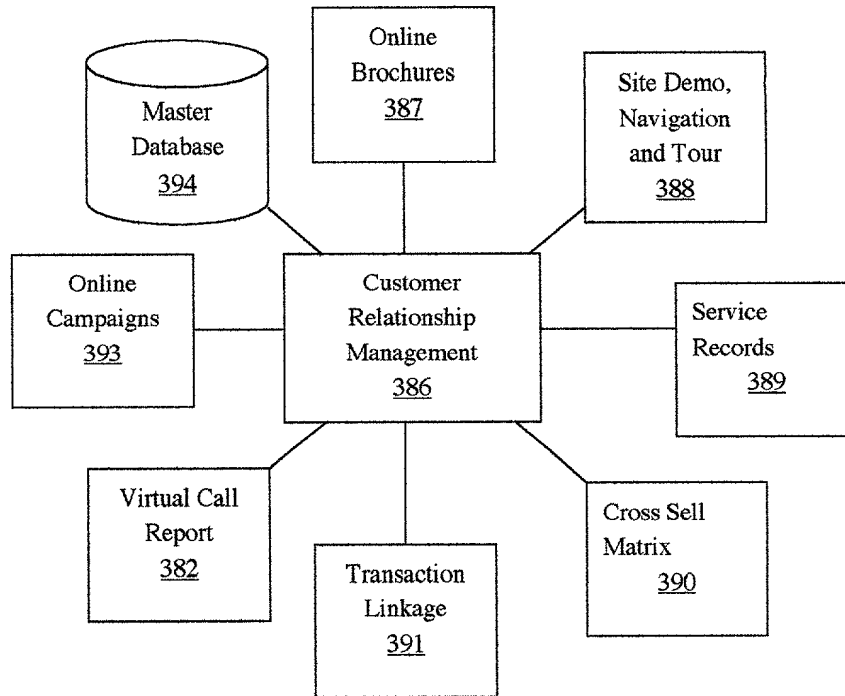 Online
Brochures
387
Master
Database
394
Site Demo,
Navigation
and Tour
388
Online
Campaigns
393
Customer
Relationship
Management
386
Service
Records
389
Virtual Call
Report
382
Transaction
Linkage
391
Cross Sell
Matrix
390